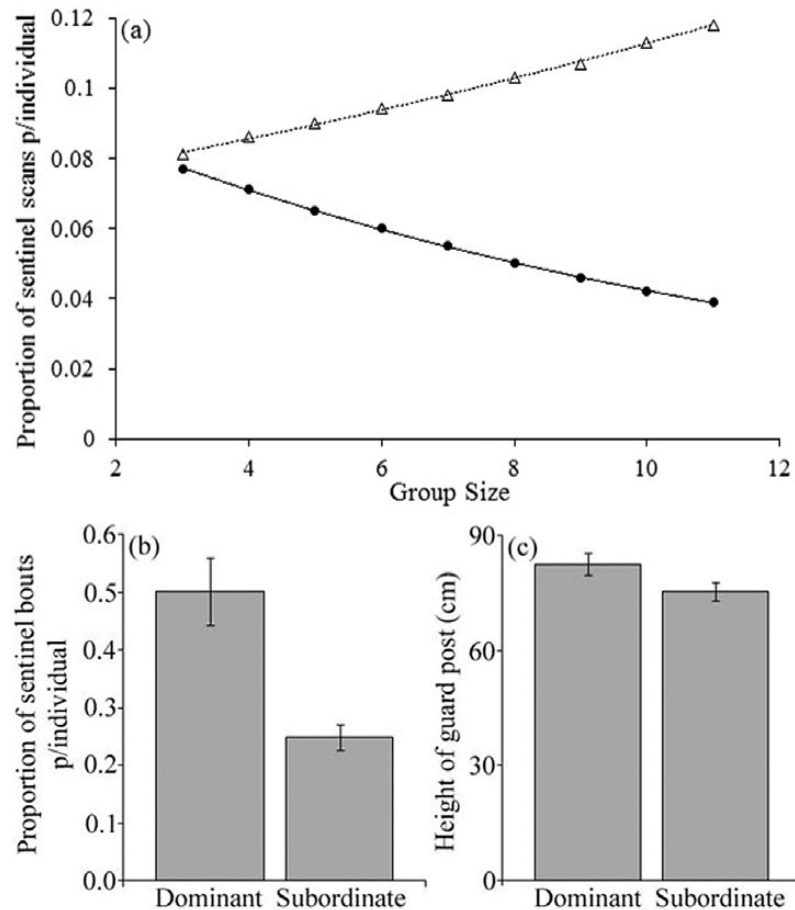 (a)
Proportion of sentinel scans p/individual
0.12
0.1
0.08
0.06
0.04
0.02
0
2 4 6 8 10 12
Group Size
(b)
Proportion of sentinel bouts
p/individual
0.6
0.5
0.4
0.3
0.2
0.1
0.0
Dominant Subordinate
(c)
Height of guard post (cm)
90
60
30
0
Dominant Subordinate